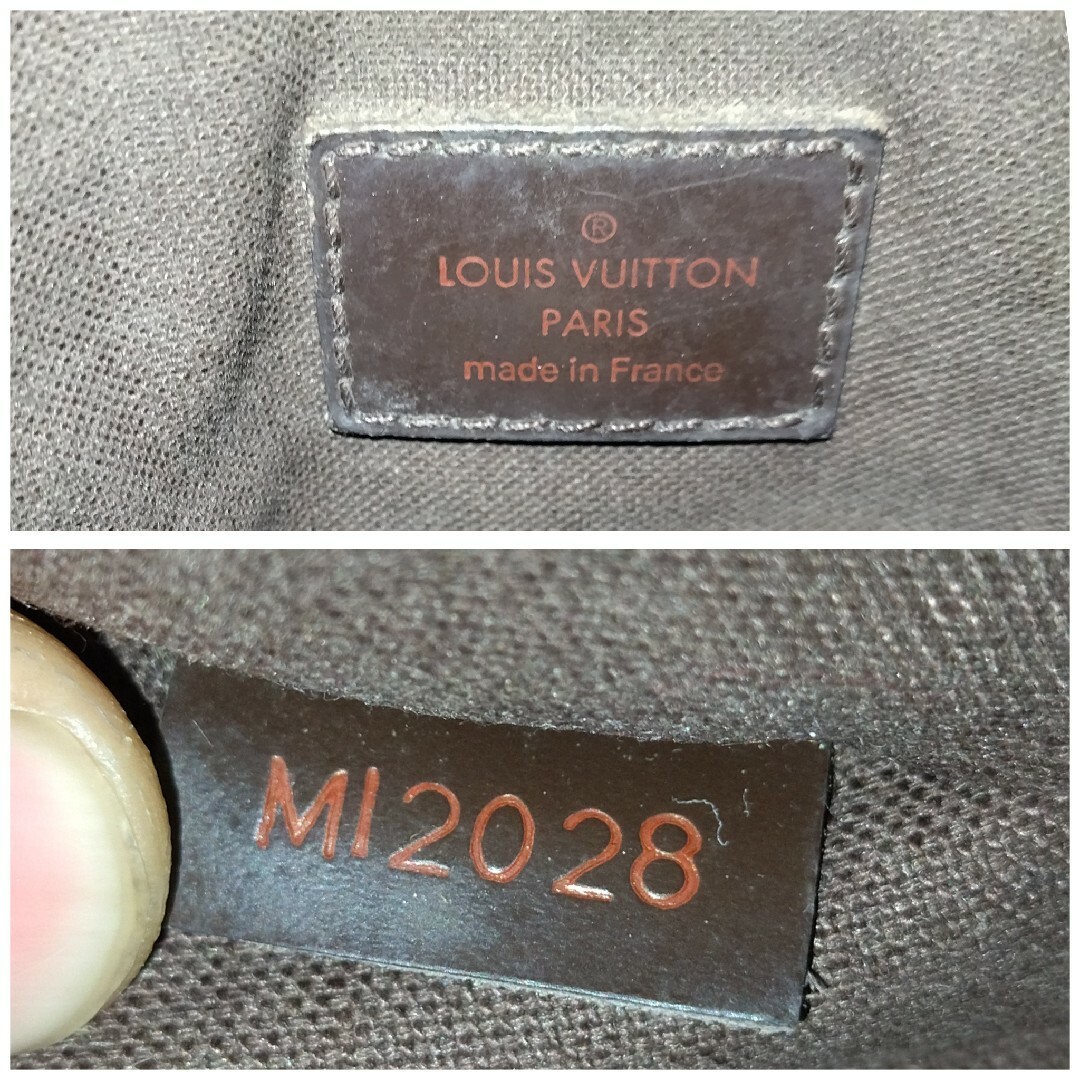 ®
LOUIS VUITTON
PARIS
made in France
MI2028